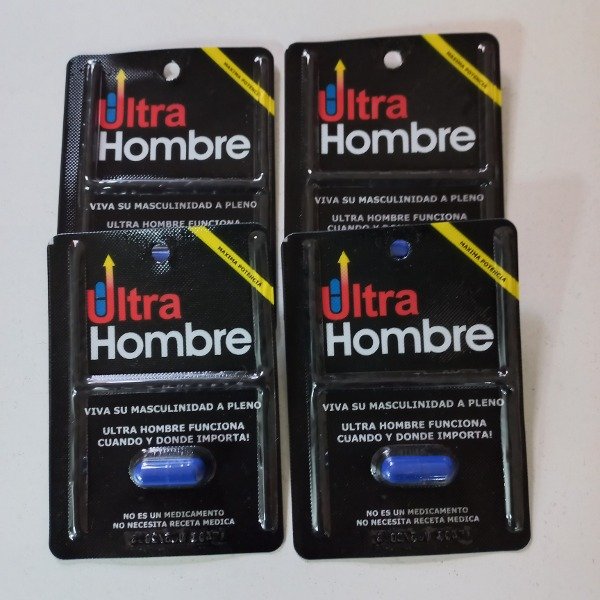 MAXIMA POTENCIA
Ultra
Hombre
VIVA SU MASCULINIDAD A PLENO
ULTRA HOMBRE FUNCIONA
MAXIMA POTENCIA
Ultra
Hombre
VIVA SU MASCULINIDAD A PLENO
ULTRA HOMBRE FUNCIONA
MAXIMA POTENCIA
Ultra
Hombre
VIVA SU MASCULINIDAD A PLENO
ULTRA HOMBRE FUNCIONA
CUANDO Y DONDE IMPORTA!
NO ES UN MEDICAMENTO
NO NECESITA RECETA MEDICA
MAXIMA POTENCIA
Ultra
Hombre
VIVA SU MASCULINIDAD A PLENO
ULTRA HOMBRE FUNCIONA
CUANDO Y DONDE IMPORTA!
NO ES UN MEDICAMENTO
NO NECESITA RECETA MEDICA